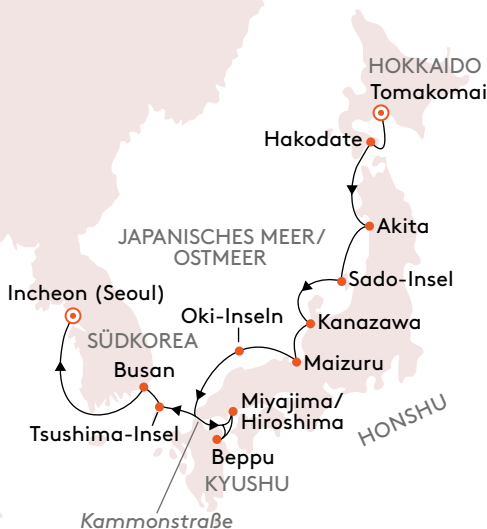 HOKKAIDO
Tomakomai
Hakodate
Akita
JAPANISCHES MEER/
OSTMEER
Sado-Insel
Incheon (Seoul)
Oki-Inseln
Kanazawa
SÜDKOREA
Maizuru
Busan
Miyajima/
Hiroshima
HONSHU
Tsushima-Insel
Beppu
KYUSHU
Kammonstraße